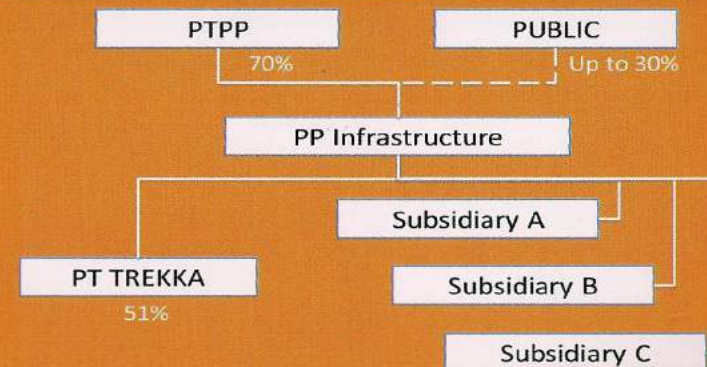 PTPP
PUBLIC
70%
Up to 30%
PP Infrastructure
Subsidiary A
PT TREKKA
Subsidiary B
51%
Subsidiary C